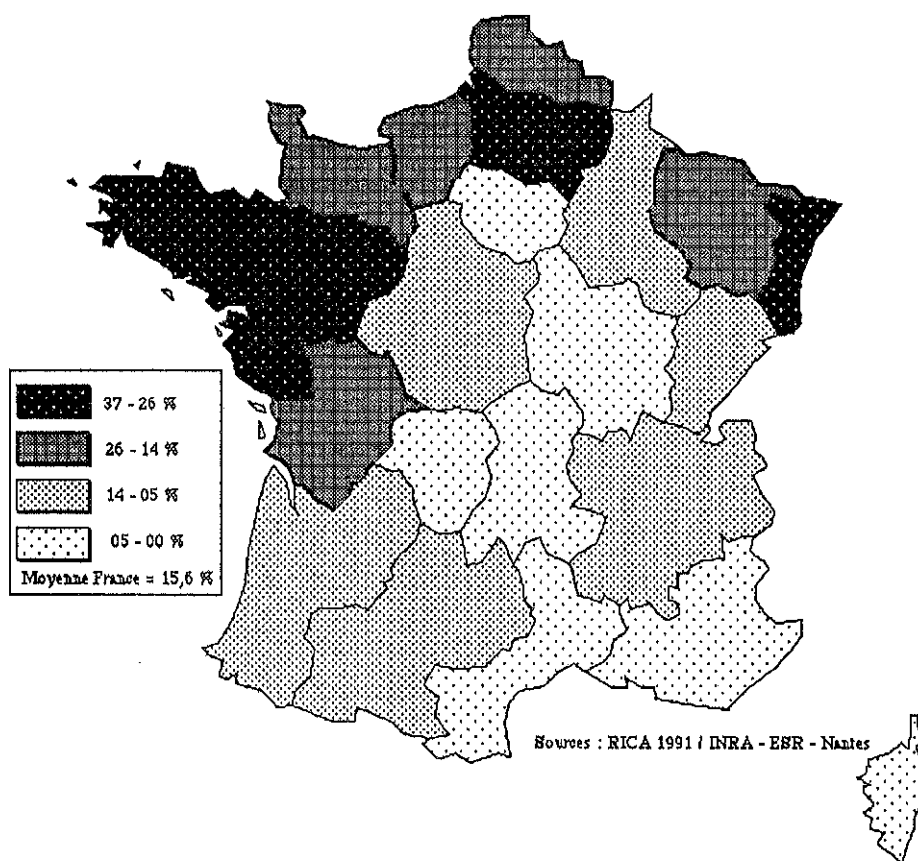 37 - 26 %
26 - 14 %
14 - 05 %
05 - 00 %
Moyenne France = 15,6 %
Sources : RICA 1991 / INRA - ESR - Nantes